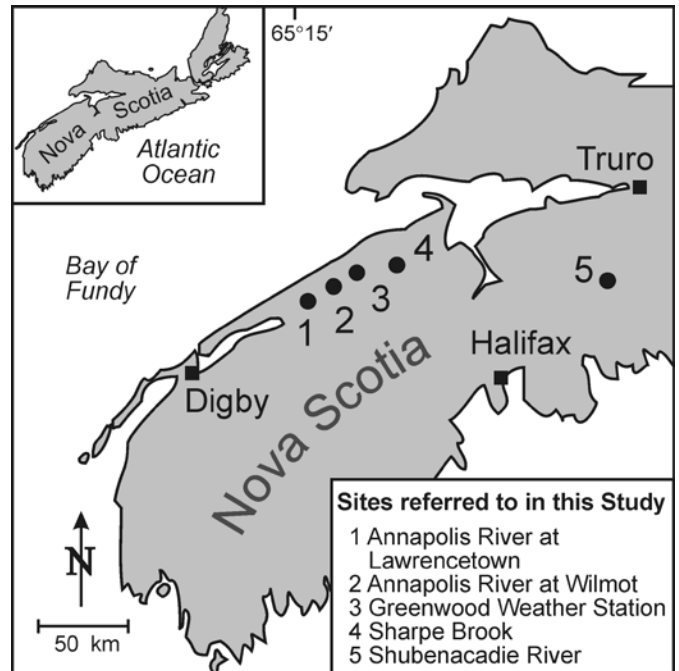 65°15′
Nova Scotia
Atlantic
Ocean
Truro
Bay of
Fundy
4
5
3
2
1
Halifax
Digby
Nova Scotia
N
50 km
Sites referred to in this Study
1 Annapolis River at
Lawrencetown
2 Annapolis River at Wilmot
3 Greenwood Weather Station
4 Sharpe Brook
5 Shubenacadie River